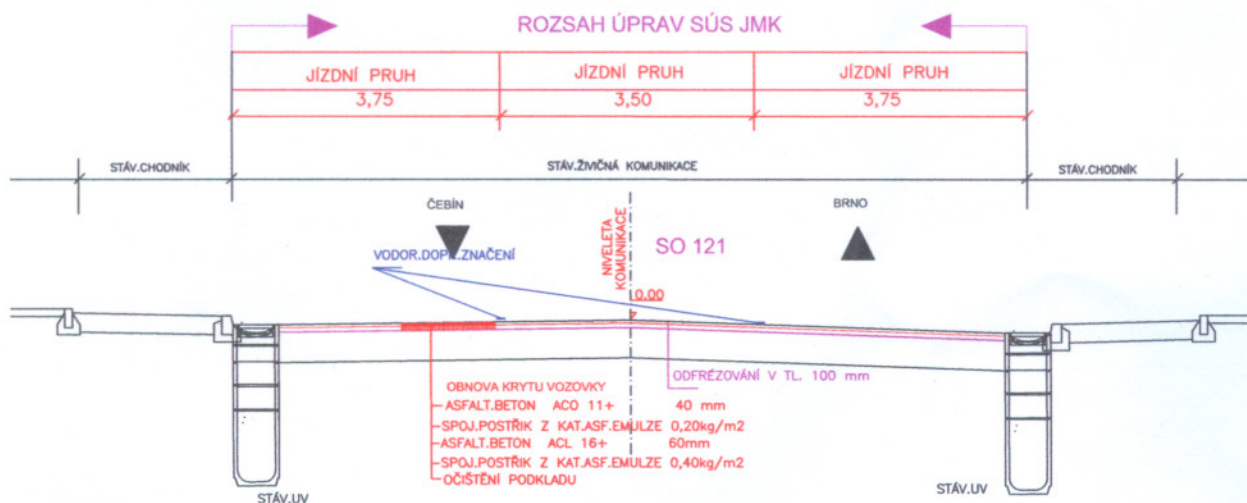 ROZSAH ÚPRAV SÚS JMK
JÍZDNÍ PRUH
JÍZDNÍ PRUH
JÍZDNÍ PRUH
3,75
3,50
3,75
STÁV.CHODNÍK
STÁV.ŽIVIČNÁ KOMUNIKACE
STÁV.CHODNÍK
ČEBÍN
BRNO
NIVELETA
KOMUNIKACE
SO 121
VODOR.DOPR.ZNAČENÍ
0.00
ODFRÉZOVÁNÍ V TL. 100 mm
OBNOVA KRYTU VOZOVKY
ASFALT.BETON ACO 11+ 40 mm
SPOJ.POSTŘIK Z KAT.ASF.EMULZE 0,20kg/m2
ASFALT.BETON ACL 16+ 60mm
SPOJ.POSTŘIK Z KAT.ASF.EMULZE 0,40kg/m2
OČIŠTĚNÍ PODKLADU
STÁV.UV
STÁV.UV